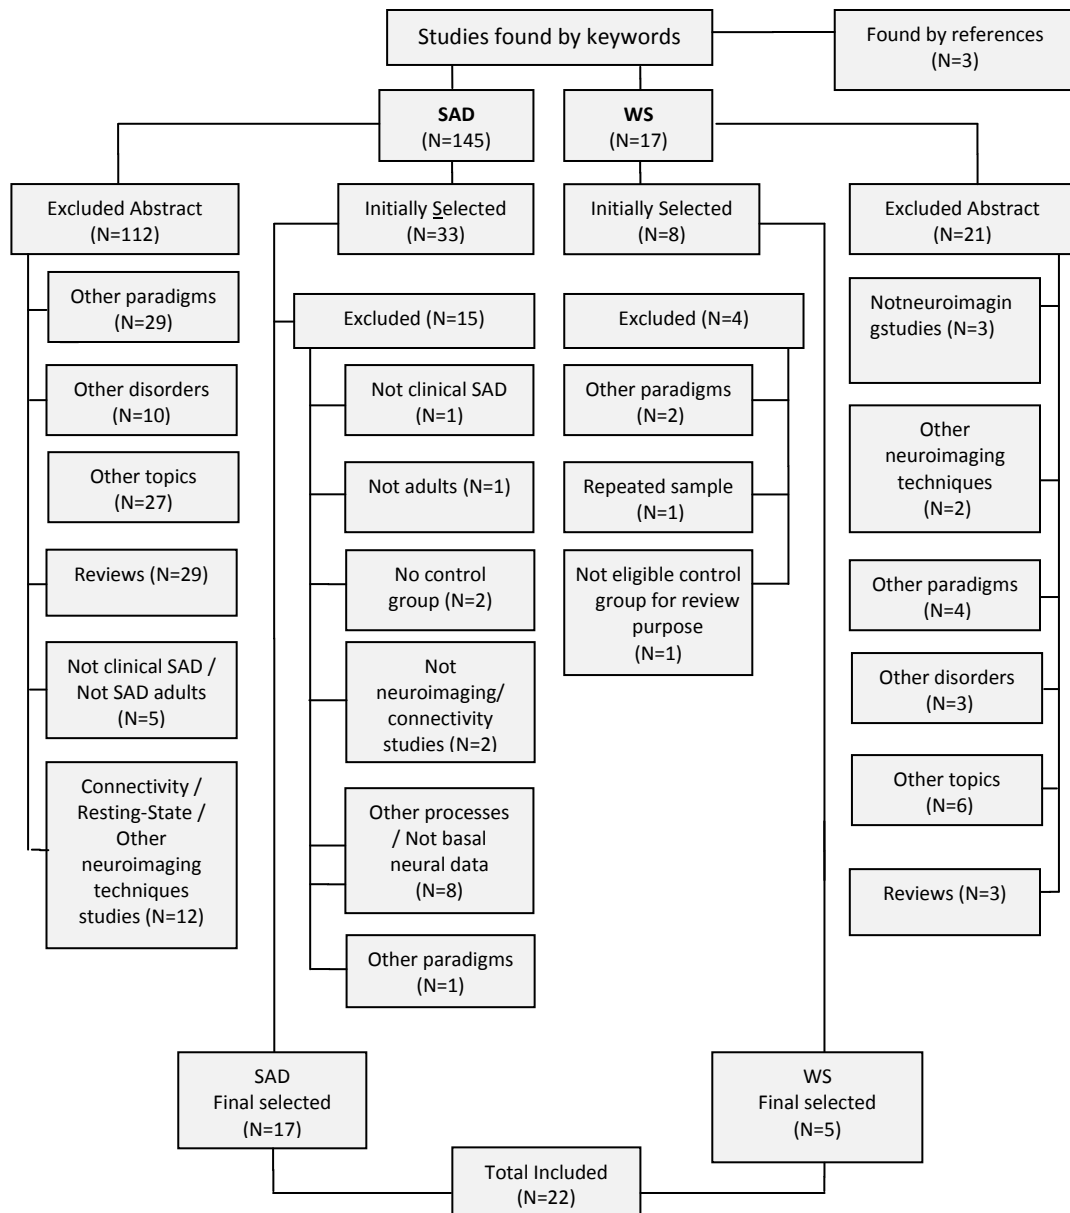 Studies found by keywords
Found by references
(N=3)
SAD
(N=145)
WS
(N=17)
Excluded Abstract
(N=112)
Initially Selected
(N=33)
Initially Selected
(N=8)
Excluded Abstract
(N=21)
Other paradigms
(N=29)
Other disorders
(N=10)
Other topics
(N=27)
Reviews (N=29)
Not clinical SAD /
Not SAD adults
(N=5)
Connectivity /
Resting-State /
Other
neuroimaging
techniques
studies (N=12)
Excluded (N=15)
Not clinical SAD
(N=1)
Not adults (N=1)
No control
group (N=2)
Not
neuroimaging/
connectivity
studies (N=2)
Other processes
/ Not basal
neural data
(N=8)
Other paradigms
(N=1)
Excluded (N=4)
Other paradigms
(N=2)
Repeated sample
(N=1)
Not eligible control
group for review
purpose
(N=1)
Notneuroimagin
gstudies (N=3)
Other
neuroimaging
techniques
(N=2)
Other paradigms
(N=4)
Other disorders
(N=3)
Other topics
(N=6)
Reviews (N=3)
SAD
Final selected
(N=17)
WS
Final selected
(N=5)
Total Included
(N=22)